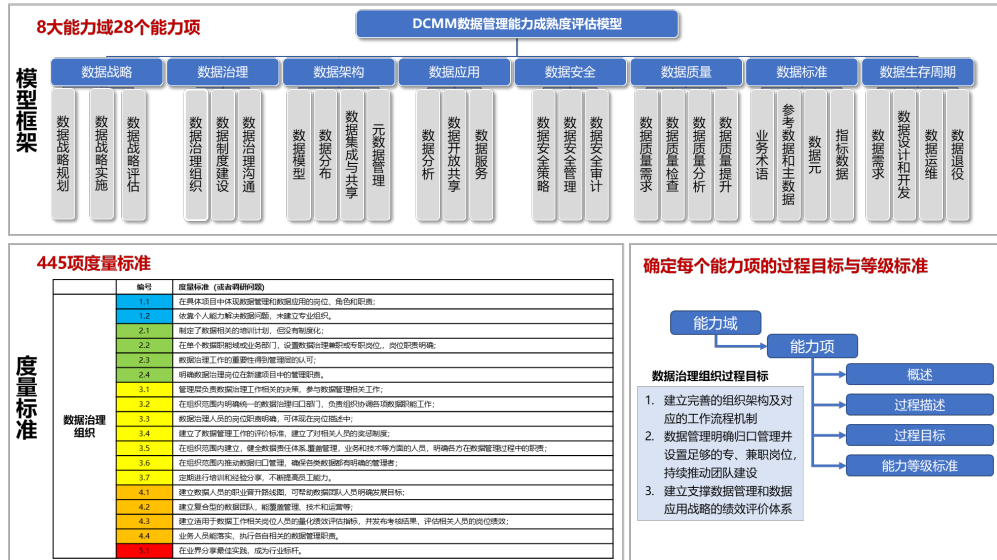 8大能力域28个能力项
DCMM数据管理能力成熟度评估模型
模型框架
数据战略
数据治理
数据架构
数据应用
数据安全
数据质量
数据标准
数据生存周期
数据战略规划
数据战略实施
数据战略评估
数据治理组织
数据制度建设
数据治理沟通
数据模型
数据分布
数据集成与共享
元数据管理
数据分析
数据开放共享
数据服务
数据安全策略
数据安全管理
数据安全审计
数据质量需求
数据质量检查
数据质量分析
数据质量提升
业务术语
参考数据和主数据
数据元
指标数据
数据需求
数据设计和开发
数据运维
数据退役
度量标准
445项度量标准
编号 度量标准（或者调研问题）
数据治理
组织
1.1 在具体项目中体现数据管理和数据应用的岗位、角色和职责；
1.2 依靠个人能力解决数据问题，未建立专业组织。
2.1 制定了数据相关的培训计划，但没有制度化；
2.2 在单个数据职能域或业务部门，设置数据治理兼职或专职岗位，，岗位职责明确；
2.3 数据治理工作的重要性得到管理层的认可；
2.4 明确数据治理岗位在新建项目中的管理职责。
3.1 管理层负责数据治理工作相关的决策，参与数据管理相关工作；
3.2 在组织范围内明确统一的数据治理归口部门，负责组织协调各项数据职能工作；
3.3 数据治理人员的岗位职责明确，可体现在岗位描述中；
3.4 建立了数据管理工作的评价标准，建立了对相关人员的奖惩制度；
3.5 在组织范围内建立，健全数据责任体系.覆盖管理，业务和技术等方面的人员，明确各方在数据管理过程中的职责；
3.6 在组织范围内推动数据归口管理，确保各类数据都有明确的管理者；
3.7 定期进行培训和经验分享，不断提高员工能力。
4.1 建立数据人员的职业晋升路线图，可帮助数据团队人员明确发展目标；
4.2 建立复合型的数据团队，能覆盖管理、技术和运营等；
4.3 建立适用于数据工作相关岗位人员的量化绩效评估指标，并发布考核结果，评估相关人员的岗位绩效；
4.4 业务人员能落实、执行各自相关的数据管理职责。
5.1 在业界分享最佳实践，成为行业标杆。
确定每个能力项的过程目标与等级标准
能力域
能力项
概述
过程描述
过程目标
能力等级标准
数据治理组织过程目标
1. 建立完善的组织架构及对
应的工作流程机制
2. 数据管理明确归口管理并
设置足够的专、兼职岗位，
持续推动团队建设
3. 建立支撑数据管理和数据
应用战略的绩效评价体系